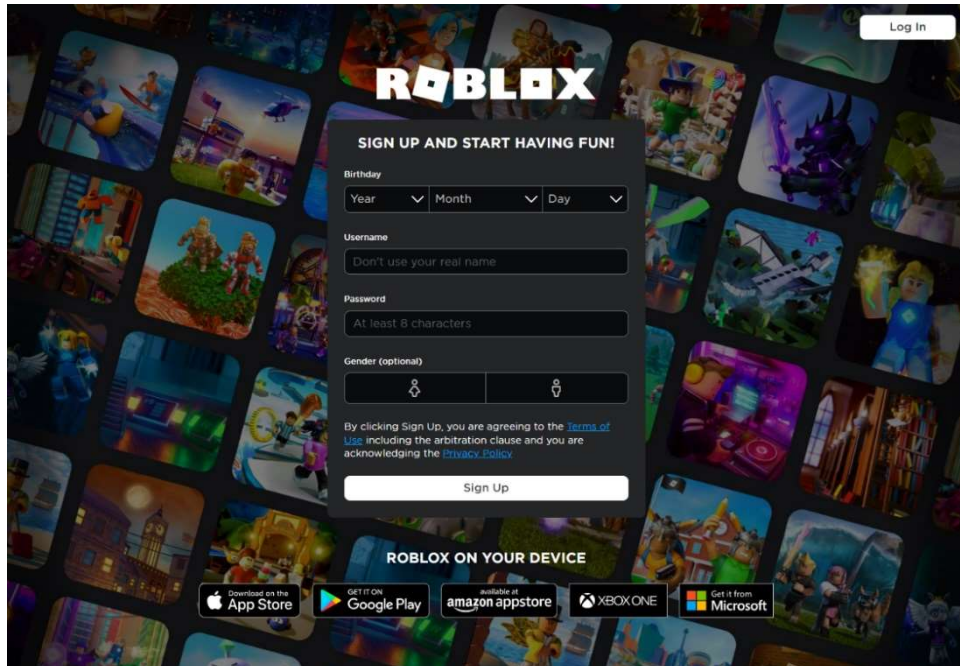 Log In
ROBLOX
SIGN UP AND START HAVING FUN!
Birthday
Year Month Day
Username
Don't use your real name
Password
At least 8 characters
Gender (optional)
By clicking Sign Up, you are agreeing to the Terms of
Use including the arbitration clause and you are
acknowledging the Privacy Policy
Sign Up
ROBLOX ON YOUR DEVICE
Download on the App Store
GET IT ON Google Play
available at amazon appstore
XBOX ONE
Get it from Microsoft